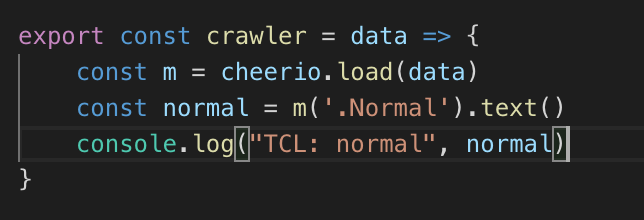 export const crawler = data => {
    const m = cheerio.load(data)
    const normal = m('.Normal').text()
    console.log("TCL: normal", normal)
}